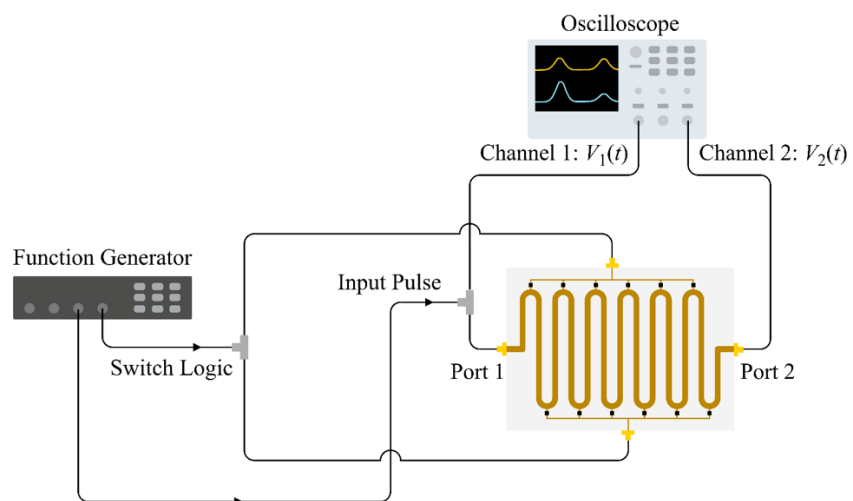 Oscilloscope
Channel 1: V₁(t)
Channel 2: V₂(t)
Function Generator
Input Pulse
Switch Logic
Port 1
Port 2